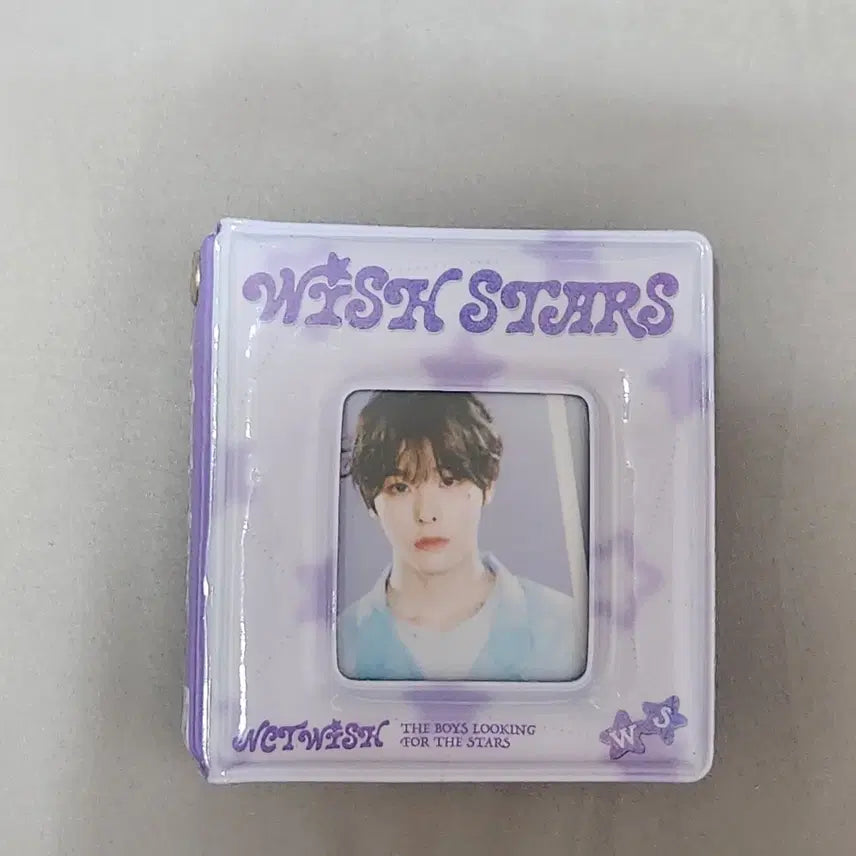 WISH STARS
NCT WISH
THE BOYS LOOKING
FOR THE STARS
W S